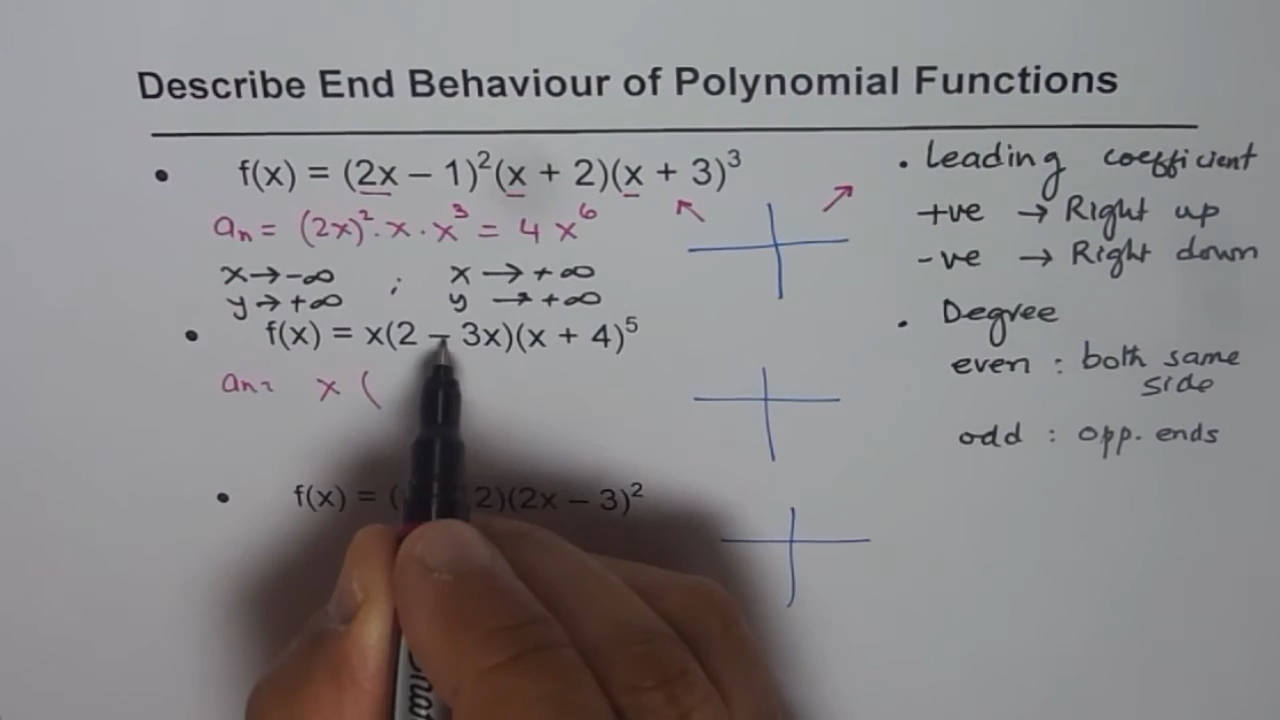 Describe End Behaviour of Polynomial Functions
• f(x) = (2x – 1)²(x + 2)(x + 3)³
aₙ = (2x)² · x · x³ = 4x⁶
x → -∞ ; x → +∞
y → +∞ y → +∞
• f(x) = x(2 – 3x)(x + 4)⁵
aₙ = x (
• f(x) = ( 2)(2x – 3)²
• Leading coefficient
+ve → Right up
-ve → Right down
• Degree
even : both same
side
odd : opp. ends